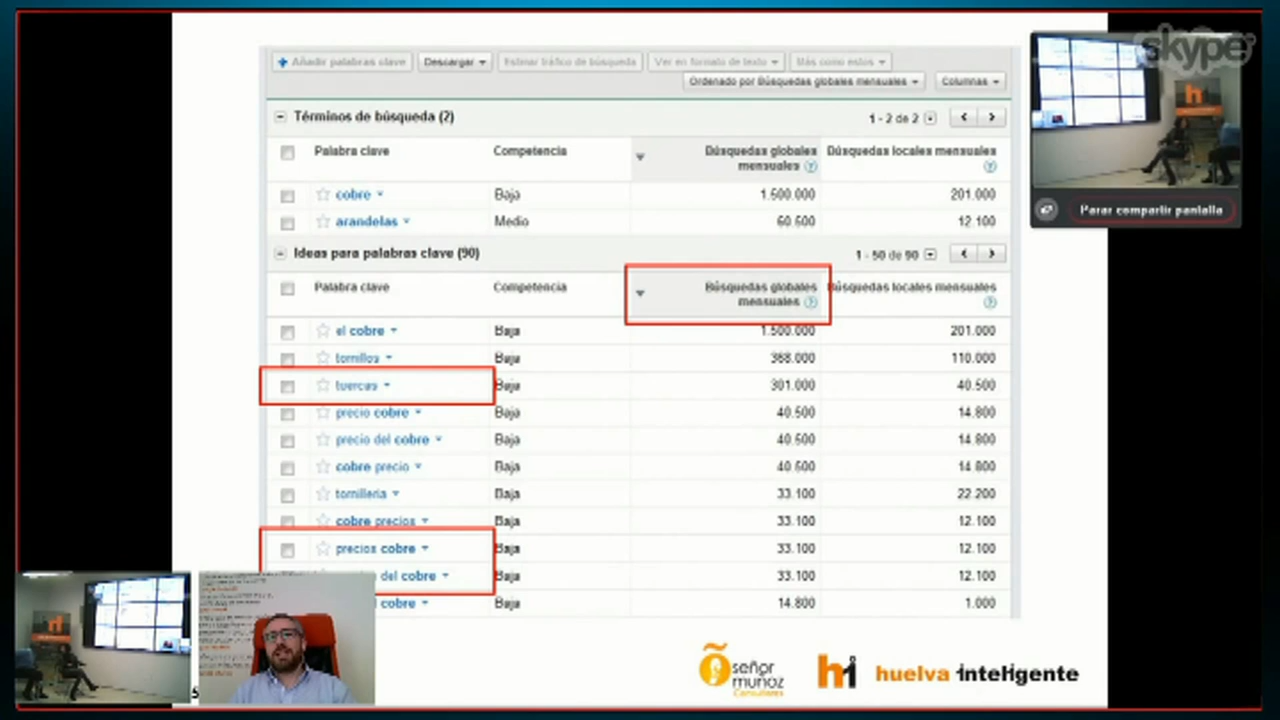 Añadir palabras clave Descargar Estimar tráfico de búsqueda Ver en formato de texto Más como estos
Ordenado por Búsquedas globales mensuales Columnas
skype
Términos de búsqueda (2) 1 - 2 de 2
Palabra clave Competencia Búsquedas globales mensuales Búsquedas locales mensuales
cobre Baja 1.500.000 201.000
arandelas Medio 60.500 12.100
Parar compartir pantalla
Ideas para palabras clave (90) 1 - 50 de 90
Palabra clave Competencia Búsquedas globales mensuales Búsquedas locales mensuales
el cobre Baja 1.500.000 201.000
tornillos Baja 368.000 110.000
tuercas Baja 301.000 40.500
precio cobre Baja 40.500 14.800
precio del cobre Baja 40.500 14.800
cobre precio Baja 40.500 14.800
tornilleria Baja 33.100 22.200
cobre precios Baja 33.100 12.100
precios cobre Baja 33.100 12.100
del cobre Baja 33.100 12.100
cobre Baja 14.800 1.000
señor
muñoz
Consultores
hi huelva inteligente